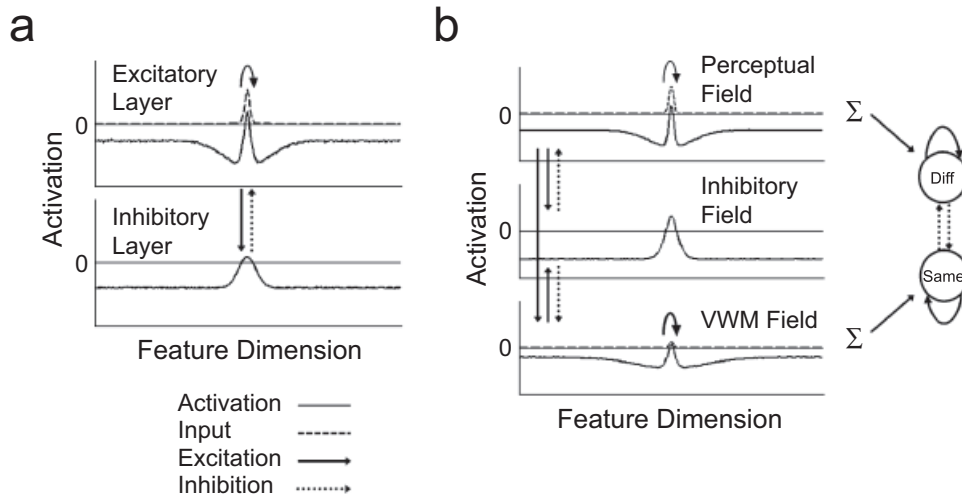 a
Excitatory
Layer
0
Activation
Inhibitory
Layer
0
Feature Dimension
Activation
Input
Excitation
Inhibition
b
Perceptual
Field
0
Σ
Diff
Inhibitory
Field
0
Activation
Same
VWM Field
0
Σ
Feature Dimension